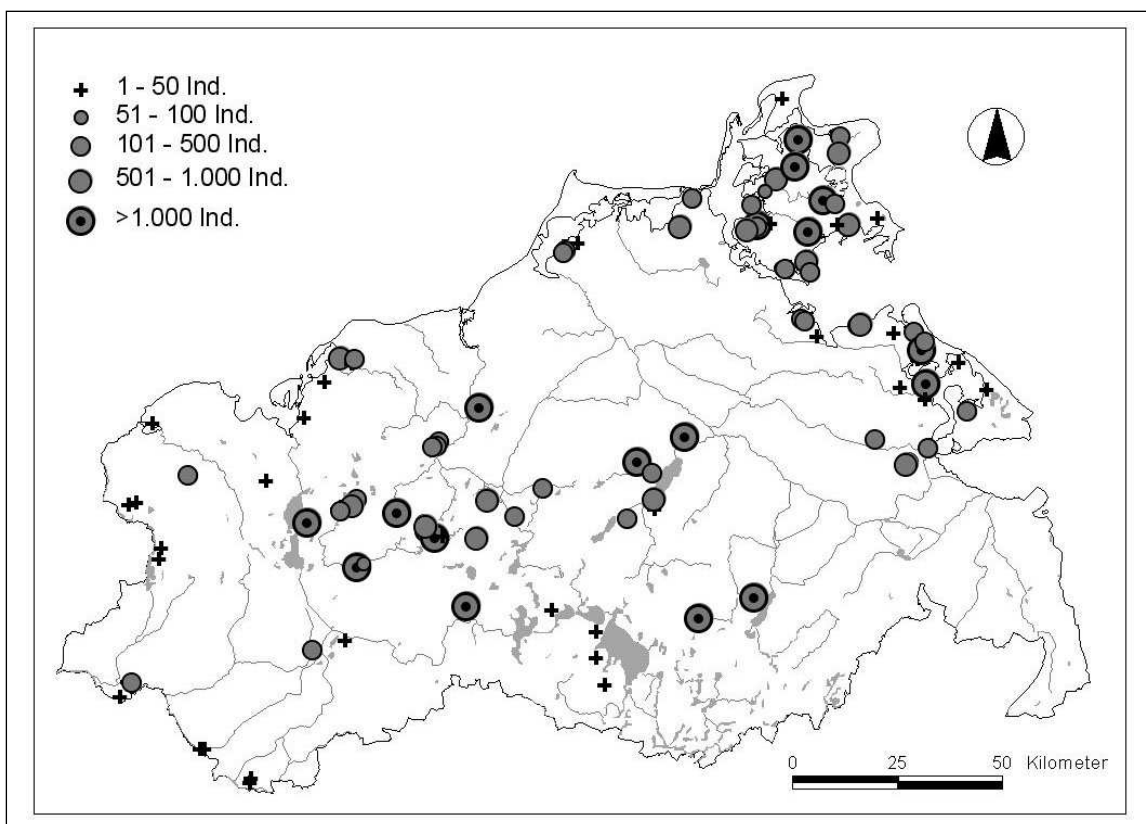 1 - 50 Ind.
51 - 100 Ind.
101 - 500 Ind.
501 - 1.000 Ind.
>1.000 Ind.
0 25 50 Kilometer